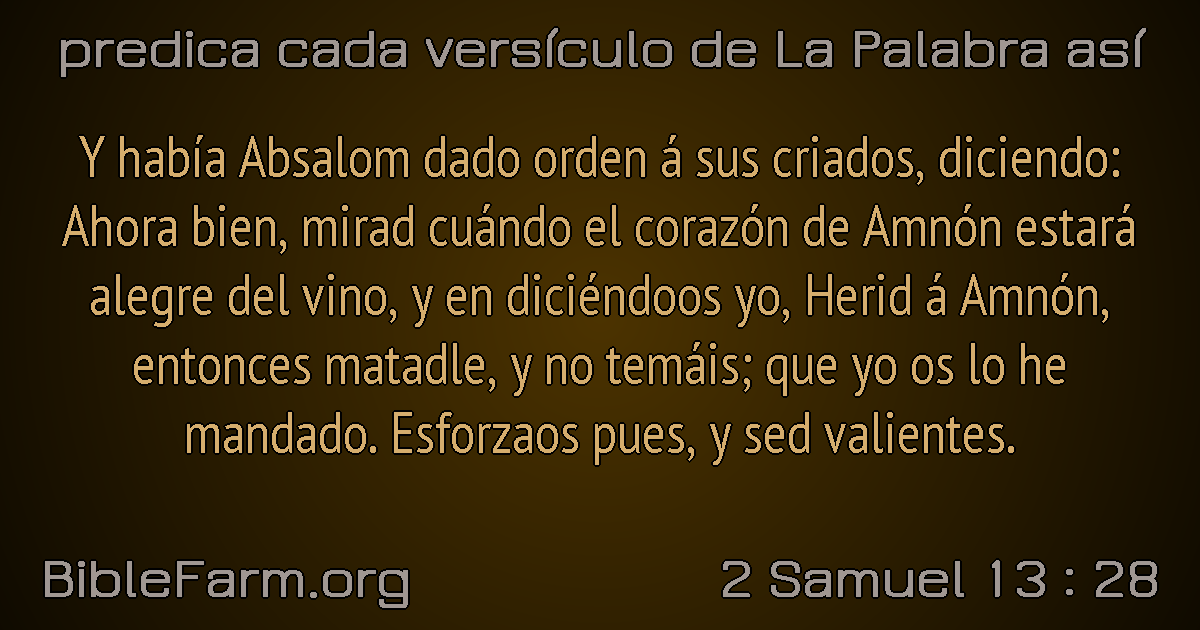 predica cada versículo de La Palabra así
Y había Absalom dado orden á sus criados, diciendo:
Ahora bien, mirad cuándo el corazón de Amnón estará
alegre del vino, y en diciéndoos yo, Herid á Amnón,
entonces matadle, y no temáis; que yo os lo he
mandado. Esforzaos pues, y sed valientes.
BibleFarm.org
2 Samuel 13 : 28